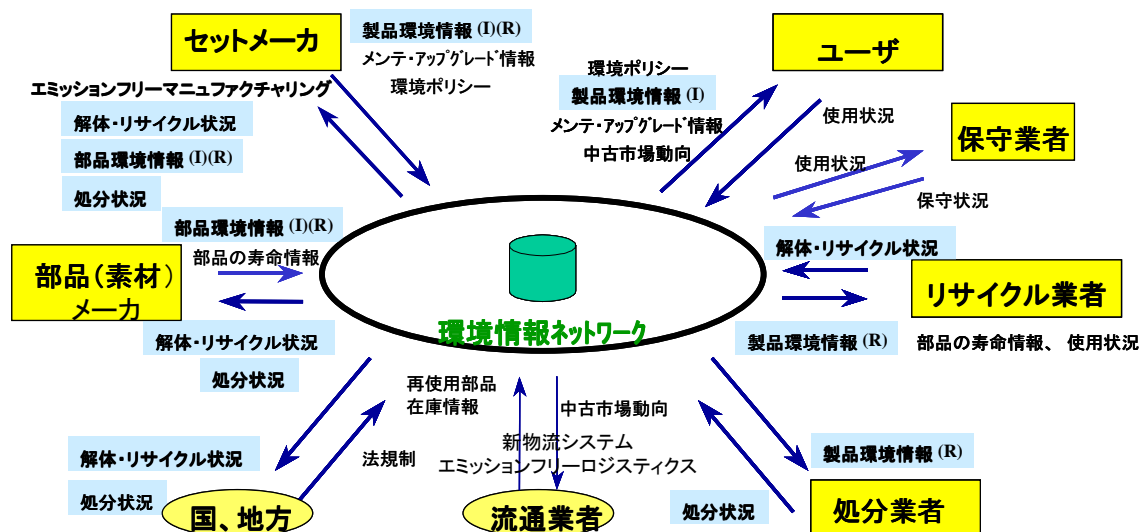 セットメーカ
製品環境情報 (I)(R)
メンテ・アップグレード情報
環境ポリシー
エミッションフリーマニュファクチャリング
解体・リサイクル状況
部品環境情報 (I)(R)
処分状況
環境ポリシー
製品環境情報 (I)
メンテ・アップグレード情報
中古市場動向
ユーザ
使用状況
保守業者
使用状況
保守状況
部品環境情報 (I)(R)
部品の寿命情報
部品(素材)
メーカ
解体・リサイクル状況
処分状況
環境情報ネットワーク
解体・リサイクル状況
リサイクル業者
製品環境情報 (R)
部品の寿命情報、 使用状況
解体・リサイクル状況
処分状況
国、地方
法規制
再使用部品
在庫情報
中古市場動向
新物流システム
エミッションフリーロジスティクス
流通業者
製品環境情報 (R)
処分状況
処分業者